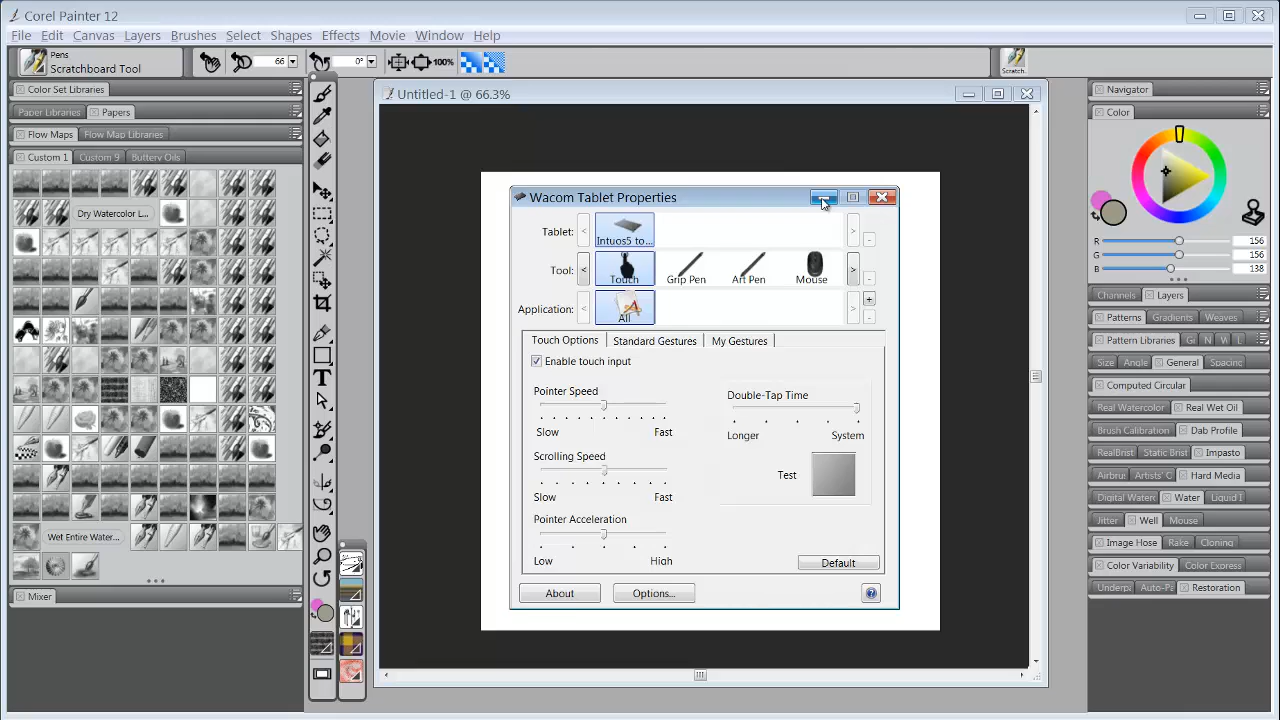 Corel Painter 12
File Edit Canvas Layers Brushes Select Shapes Effects Movie Window Help
Pens
Scratchboard Tool
66
0°
100%
Scratch.
Color Set Libraries
Paper Libraries Papers
Flow Maps Flow Map Libraries
Custom 1 Custom 9 Buttery Oils
Dry Watercolor L...
Wet Entire Water...
Mixer
Untitled-1 @ 66.3%
Wacom Tablet Properties
Tablet:
Intuos5 to...
Tool:
Touch Grip Pen Art Pen Mouse
Application:
All
Touch Options Standard Gestures My Gestures
Enable touch input
Pointer Speed
Slow Fast
Scrolling Speed
Slow Fast
Pointer Acceleration
Low High
Double-Tap Time
Longer System
Test
Default
About Options...
Navigator
Color
R 156
G 156
B 138
Channels Layers
Patterns Gradients Weaves
Pattern Libraries G N W L
Size Angle General Spacing
Computed Circular
Real Watercolor Real Wet Oil
Brush Calibration Dab Profile
RealBrist Static Brist Impasto
Airbru Artists' C Hard Media
Digital Water Water Liquid I
Jitter Well Mouse
Image Hose Rake Cloning
Color Variability Color Express
Underp Auto-Pa Restoration